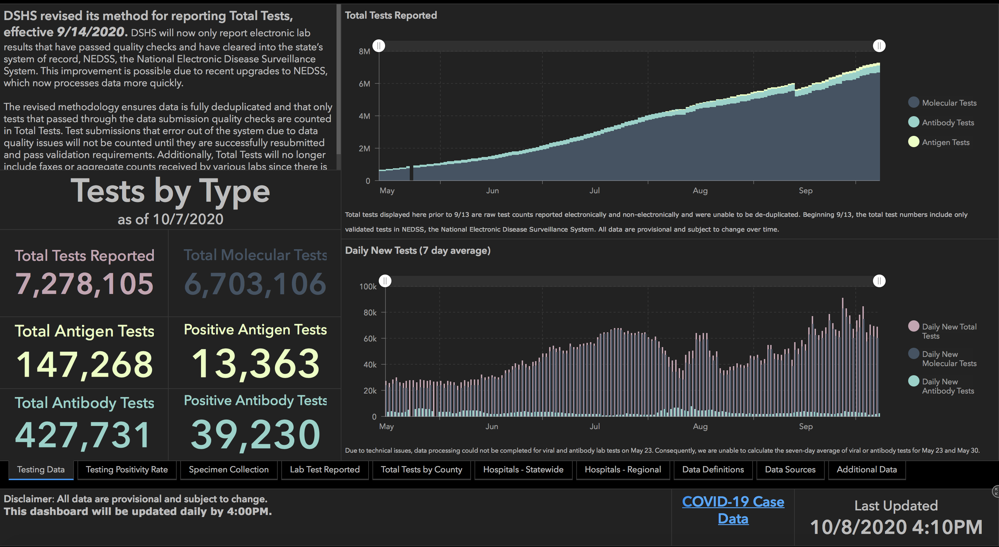 DSHS revised its method for reporting Total Tests,
effective 9/14/2020. DSHS will now only report electronic lab
results that have passed quality checks and have cleared into the state’s
system of record, NEDSS, the National Electronic Disease Surveillance
System. This improvement is possible due to recent upgrades to NEDSS,
which now processes data more quickly.
The revised methodology ensures data is fully deduplicated and that only
tests that passed through the data submission quality checks are counted
in Total Tests. Test submissions that error out of the system due to data
quality issues will not be counted until they are successfully resubmitted
and pass validation requirements. Additionally, Total Tests will no longer
include faxes or aggregate counts received by various labs since there is
Tests by Type
as of 10/7/2020
Total Tests Reported
7,278,105
Total Molecular Tests
6,703,106
Total Antigen Tests
147,268
Positive Antigen Tests
13,363
Total Antibody Tests
427,731
Positive Antibody Tests
39,230
Total Tests Reported
8M
6M
4M
2M
0
May
Jun
Jul
Aug
Sep
Molecular Tests
Antibody Tests
Antigen Tests
Total tests displayed here prior to 9/13 are raw test counts reported electronically and non-electronically and were unable to be de-duplicated. Beginning 9/13, the total test numbers include only
validated tests in NEDSS, the National Electronic Disease Surveillance System. All data are provisional and subject to change over time.
Daily New Tests (7 day average)
100k
80k
60k
40k
20k
0
May
Jun
Jul
Aug
Sep
Daily New Total
Tests
Daily New
Molecular Tests
Daily New
Antibody Tests
Due to technical issues, data processing could not be completed for viral and antibody lab tests on May 23. Consequently, we are unable to calculate the seven-day average of viral or antibody tests for May 23 and May 30.
Testing Data
Testing Positivity Rate
Specimen Collection
Lab Test Reported
Total Tests by County
Hospitals - Statewide
Hospitals - Regional
Data Definitions
Data Sources
Additional Data
Disclaimer: All data are provisional and subject to change.
This dashboard will be updated daily by 4:00PM.
COVID-19 Case
Data
Last Updated
10/8/2020 4:10PM